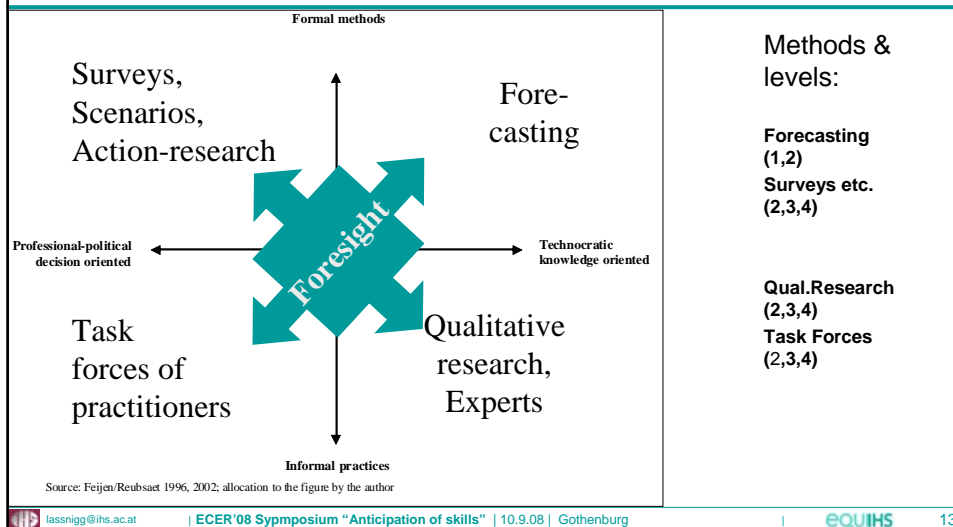 Formal methods
Surveys,
Scenarios,
Action-research
Fore-
casting
Professional-political
decision oriented
Foresight
Technocratic
knowledge oriented
Task
forces of
practitioners
Qualitative
research,
Experts
Informal practices
Source: Feijen/Reubsaet 1996, 2002; allocation to the figure by the author
Methods &
levels:
Forecasting
(1,2)
Surveys etc.
(2,3,4)
Qual.Research
(2,3,4)
Task Forces
(2,3,4)
IHS lassnigg@ihs.ac.at | ECER'08 Sypmposium “Anticipation of skills” | 10.9.08 | Gothenburg | equIHS 13